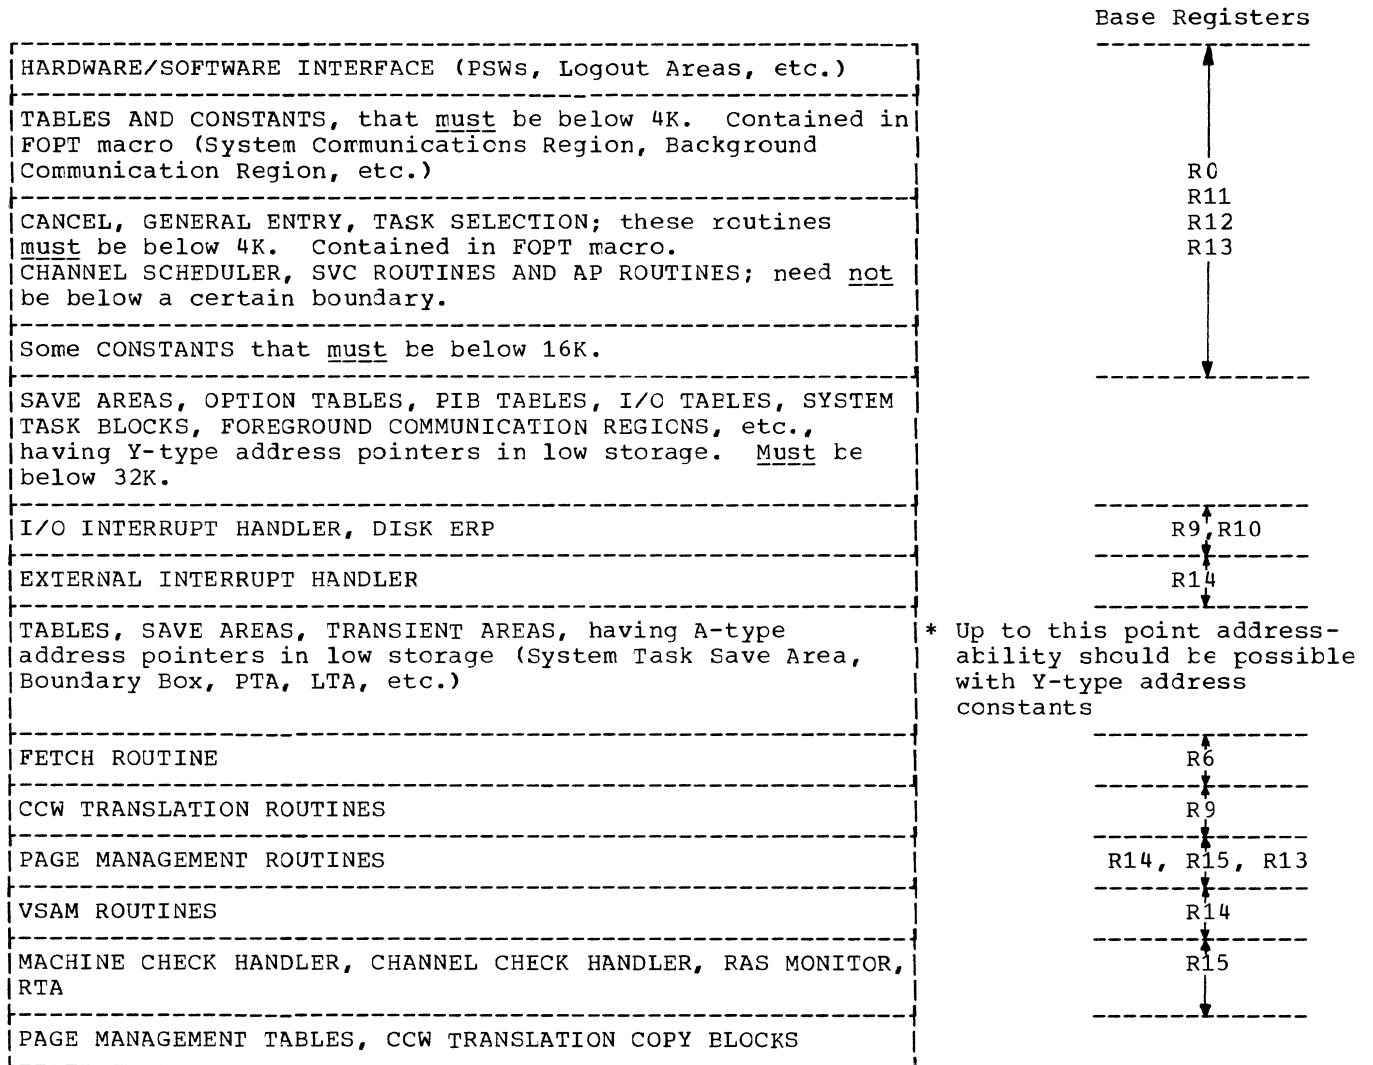 Base Registers
HARDWARE/SOFTWARE INTERFACE (PSWs, Logout Areas, etc.)
TABLES AND CONSTANTS, that must be below 4K. Contained in
FOPT macro (System Communications Region, Background
Communication Region, etc.)
R0
R11
R12
R13
CANCEL, GENERAL ENTRY, TASK SELECTION; these routines
must be below 4K. Contained in FOPT macro.
CHANNEL SCHEDULER, SVC ROUTINES AND AP ROUTINES; need not
be below a certain boundary.
Some CONSTANTS that must be below 16K.
SAVE AREAS, OPTION TABLES, PIB TABLES, I/O TABLES, SYSTEM
TASK BLOCKS, FOREGROUND COMMUNICATION REGIONS, etc.,
having Y-type address pointers in low storage. Must be
below 32K.
I/O INTERRUPT HANDLER, DISK ERP
R9,R10
EXTERNAL INTERRUPT HANDLER
R14
TABLES, SAVE AREAS, TRANSIENT AREAS, having A-type
address pointers in low storage (System Task Save Area,
Boundary Box, PTA, LTA, etc.)
* Up to this point address-
ability should be possible
with Y-type address
constants
FETCH ROUTINE
R6
CCW TRANSLATION ROUTINES
R9
PAGE MANAGEMENT ROUTINES
R14, R15, R13
VSAM ROUTINES
R14
MACHINE CHECK HANDLER, CHANNEL CHECK HANDLER, RAS MONITOR,
RTA
R15
PAGE MANAGEMENT TABLES, CCW TRANSLATION COPY BLOCKS